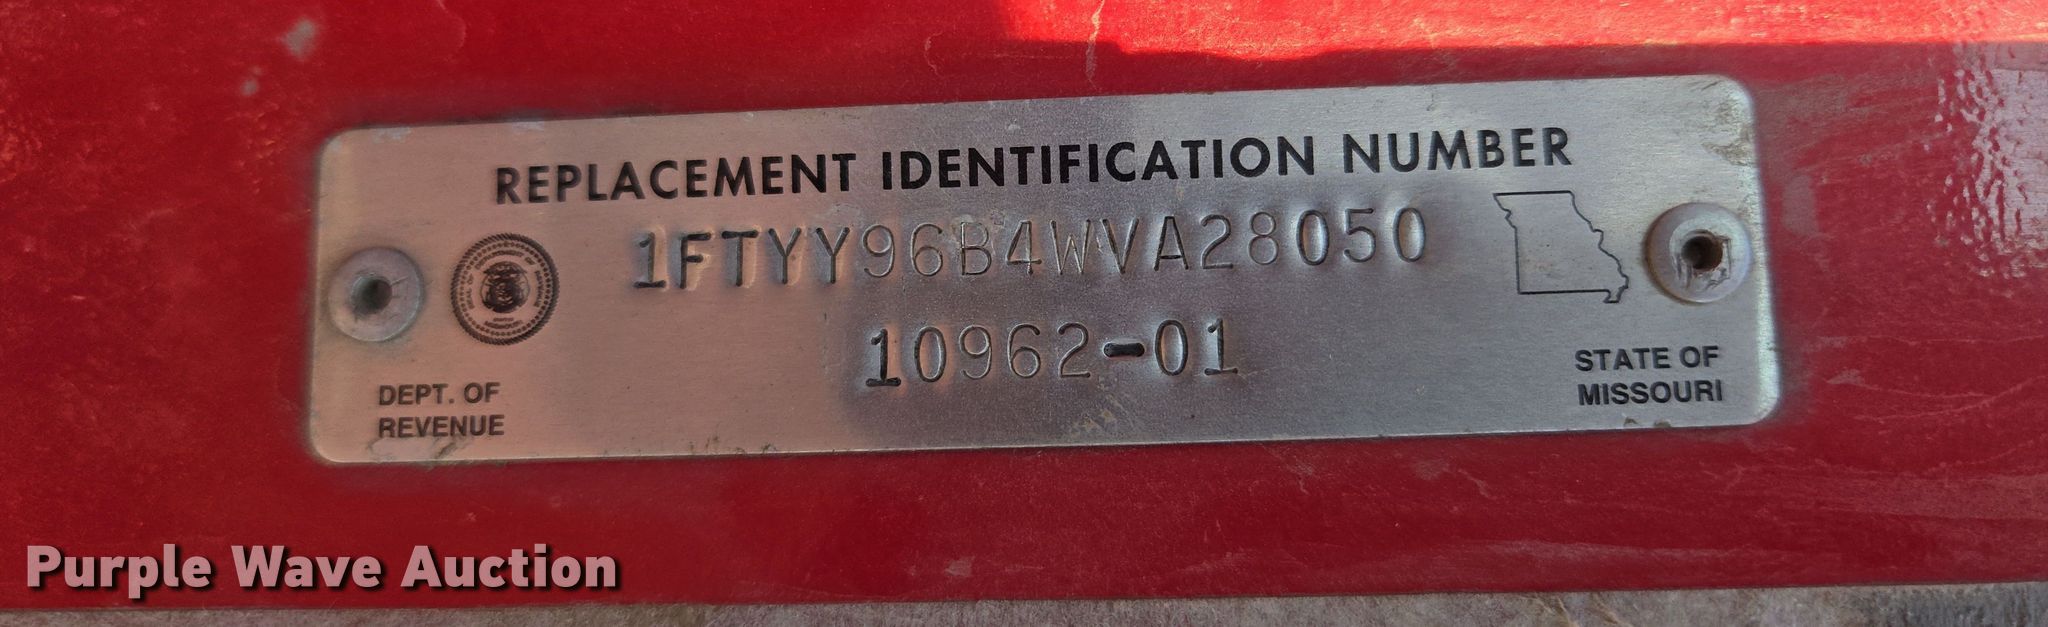 REPLACEMENT IDENTIFICATION NUMBER
1FTYY96B4WVA28050
10962-01
DEPT. OF
REVENUE
STATE OF
MISSOURI
Purple Wave Auction